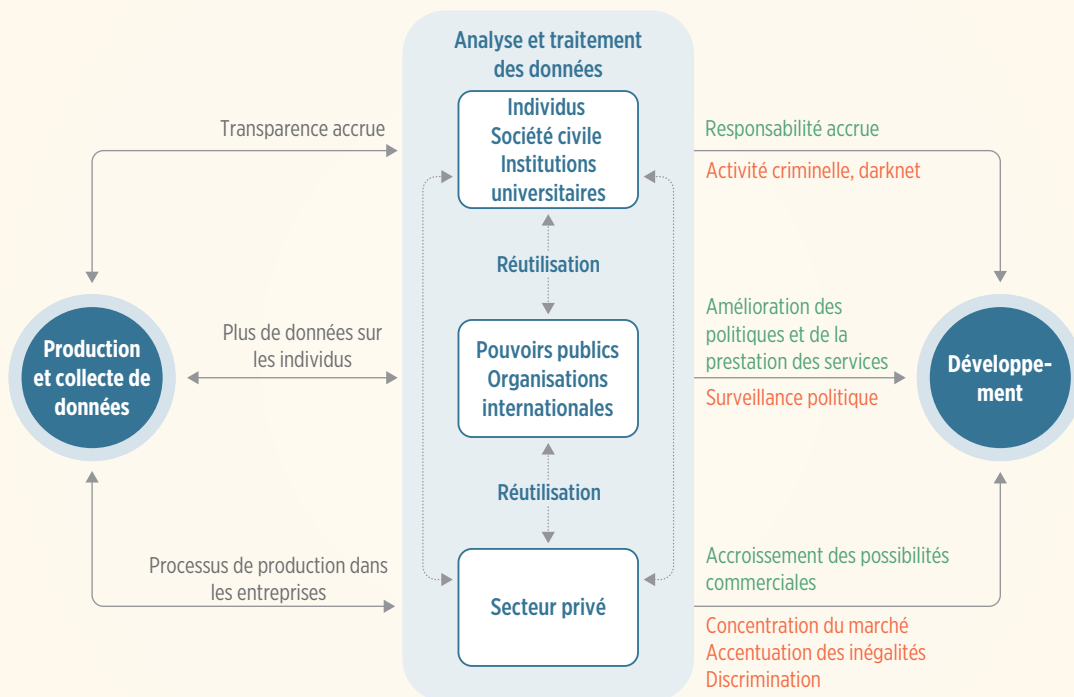 Analyse et traitement
des données
Individus
Société civile
Institutions
universitaires
Transparence accrue
Responsabilité accrue
Activité criminelle, darknet
Réutilisation
Production
et collecte de
données
Plus de données sur
les individus
Pouvoirs publics
Organisations
internationales
Amélioration des
politiques et de la
prestation des services
Surveillance politique
Développe-
ment
Réutilisation
Processus de production dans
les entreprises
Secteur privé
Accroissement des possibilités
commerciales
Concentration du marché
Accentuation des inégalités
Discrimination